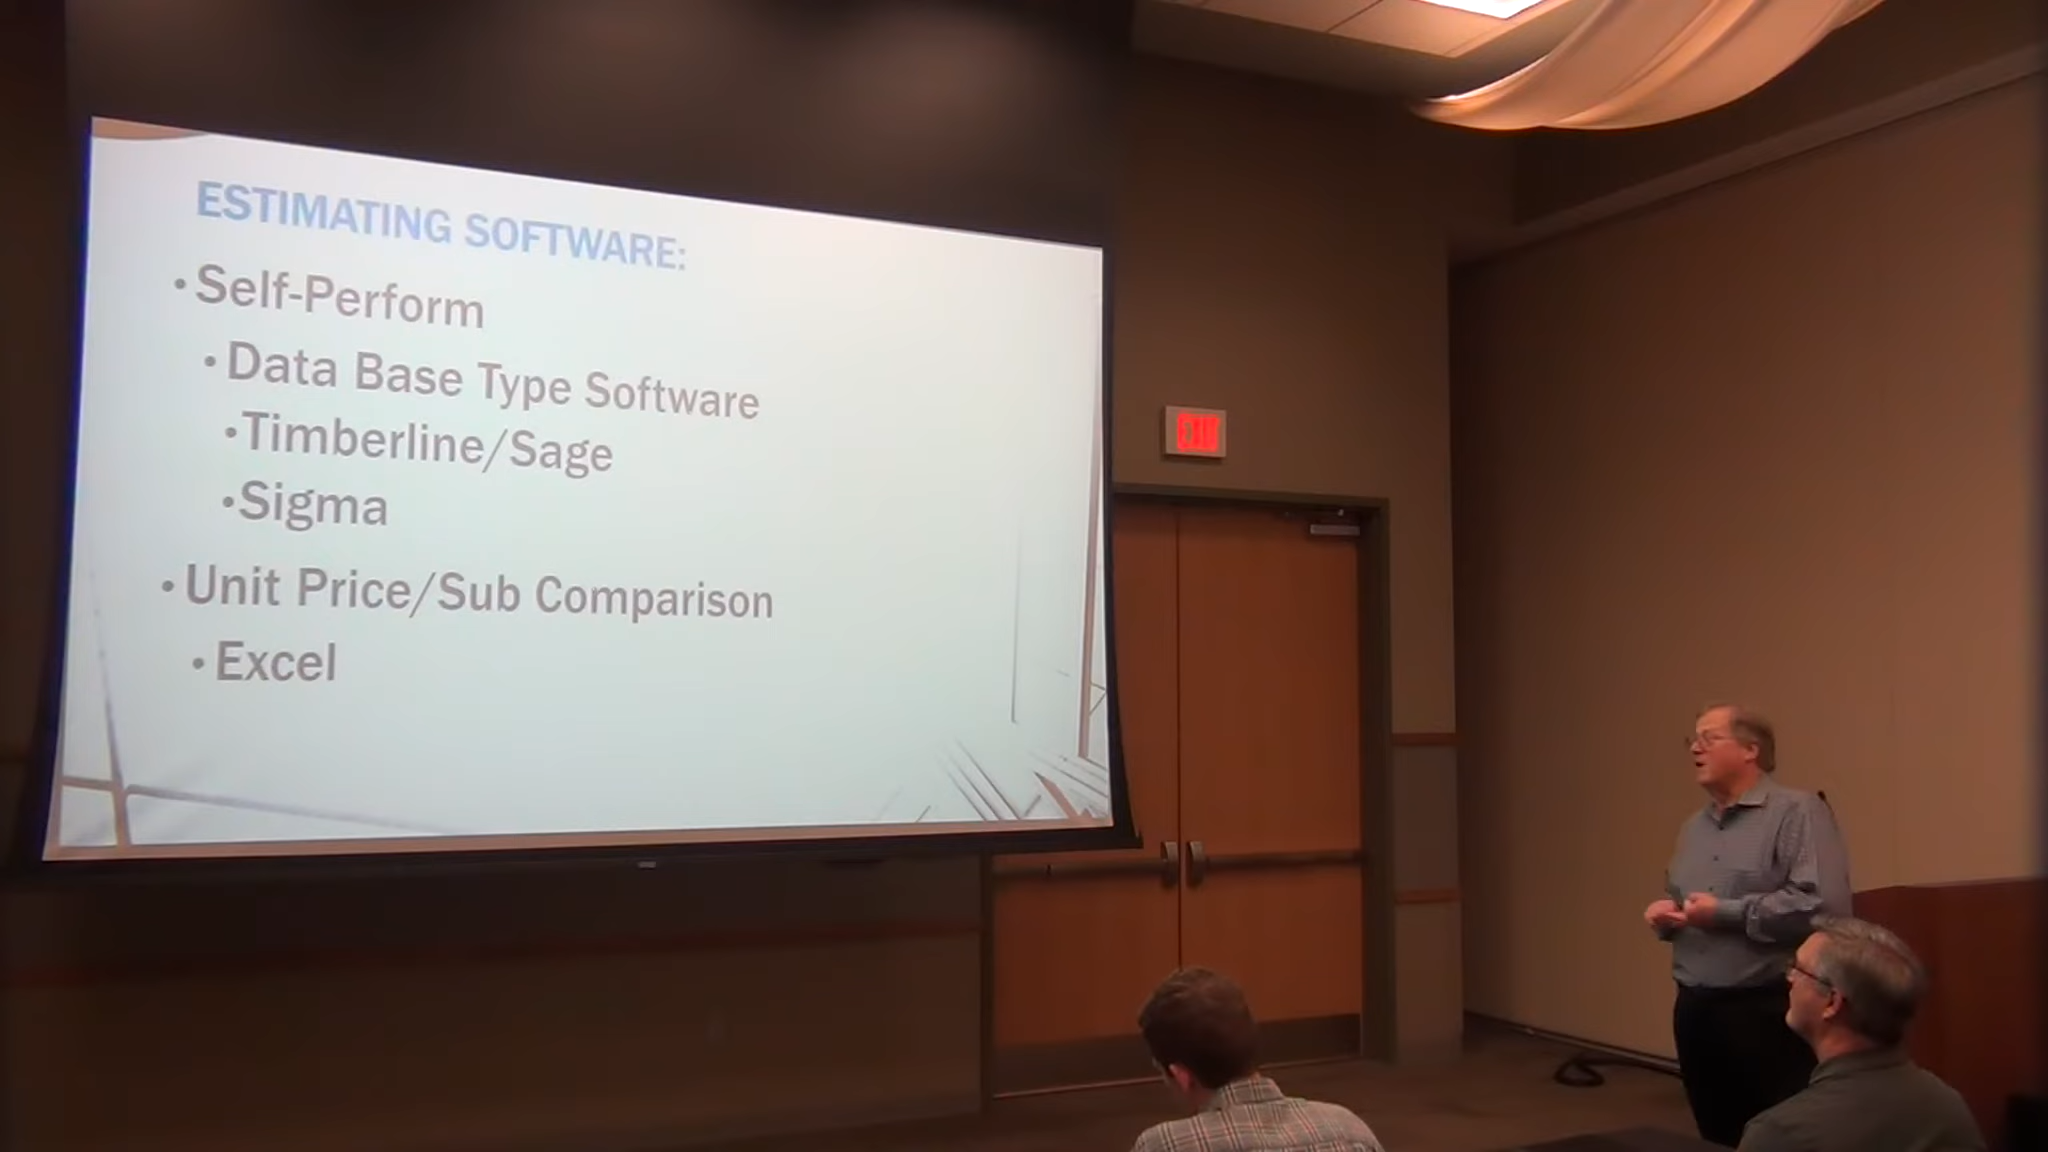 ESTIMATING SOFTWARE:
• Self-Perform
• Data Base Type Software
• Timberline/Sage
• Sigma
• Unit Price/Sub Comparison
• Excel
EXIT